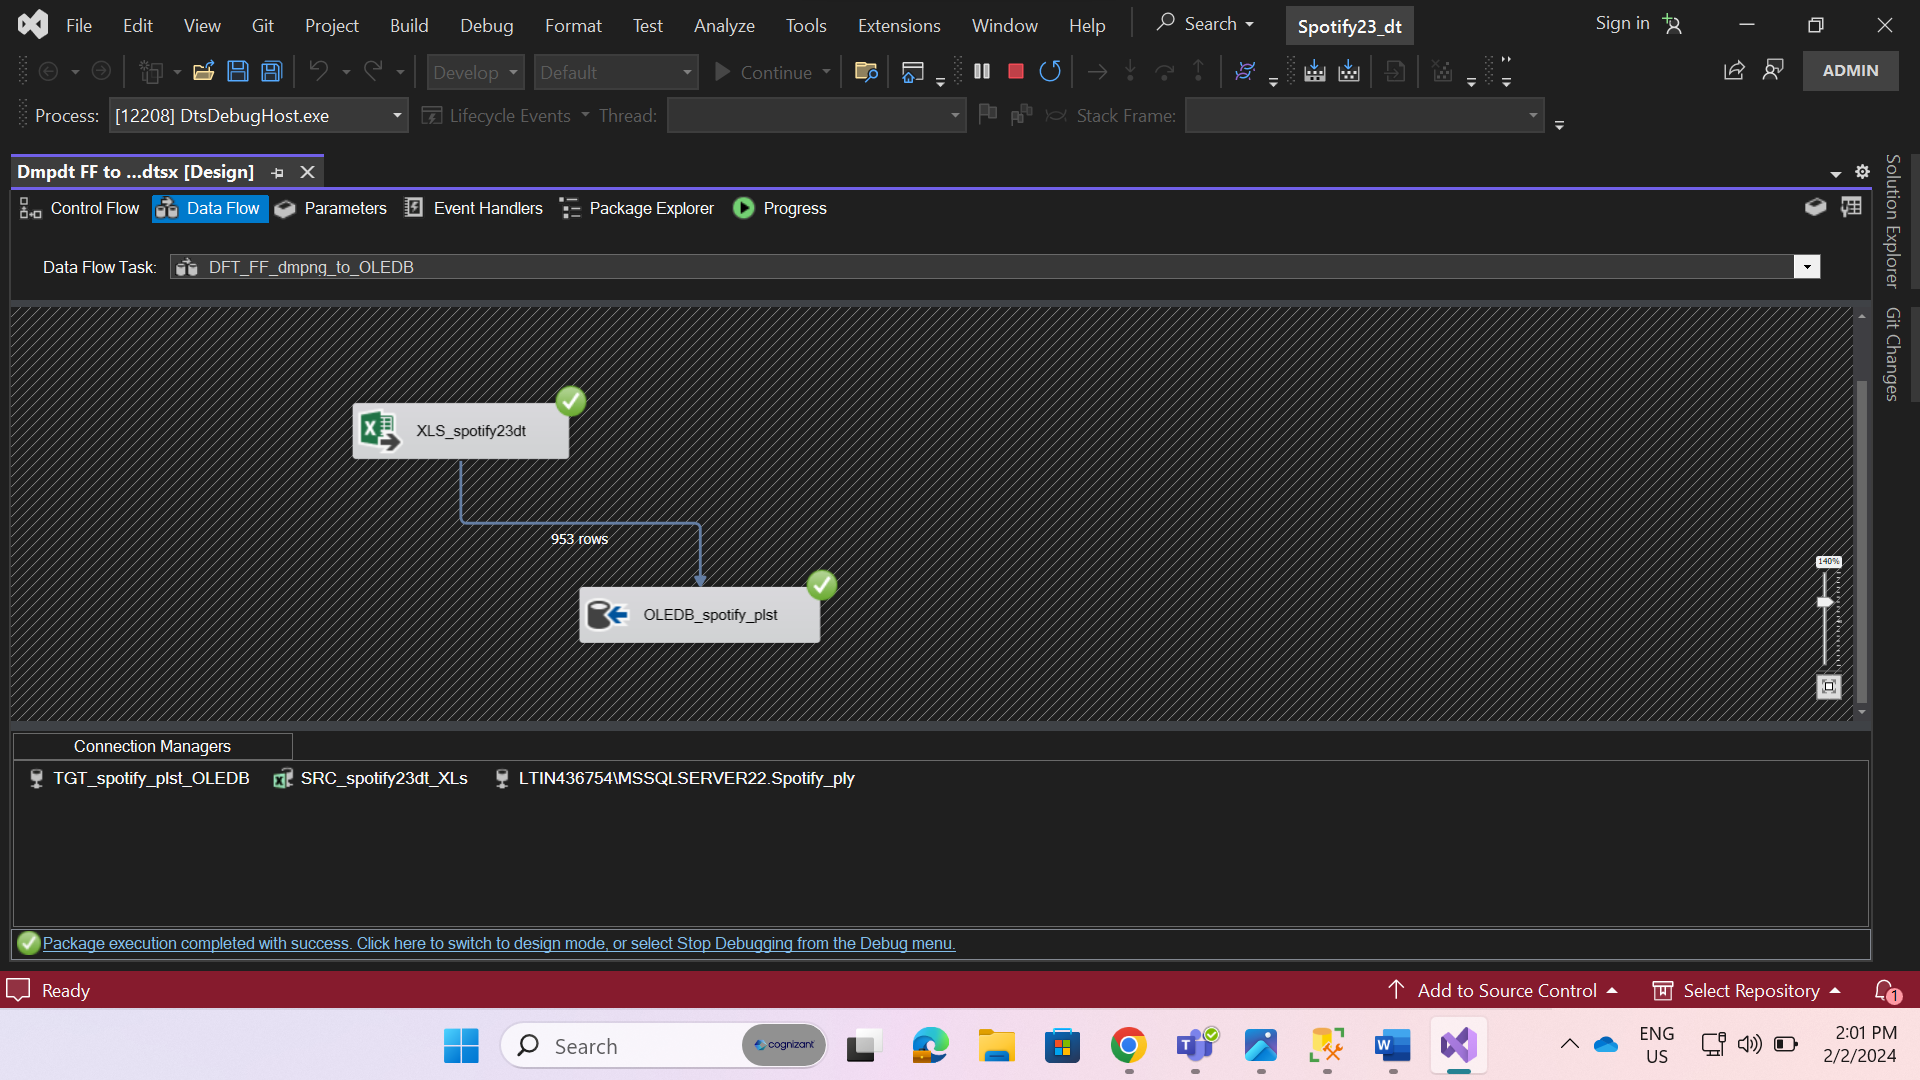 File Edit View Git Project Build Debug Format Test Analyze Tools Extensions Window Help Search Spotify23_dt Sign in
Develop Default Continue ADMIN
Process: [12208] DtsDebugHost.exe Lifecycle Events Thread: Stack Frame:
Dmpdt FF to ...dtsx [Design]
Control Flow Data Flow Parameters Event Handlers Package Explorer Progress
Data Flow Task: DFT_FF_dmpng_to_OLEDB
Solution Explorer
Git Changes
XLS_spotify23dt
953 rows
140%
OLEDB_spotify_plst
Connection Managers
TGT_spotify_plst_OLEDB SRC_spotify23dt_XLs LTIN436754\MSSQLSERVER22.Spotify_ply
Package execution completed with success. Click here to switch to design mode, or select Stop Debugging from the Debug menu.
Ready Add to Source Control Select Repository 1
Search cognizant ENG US 2:01 PM
2/2/2024